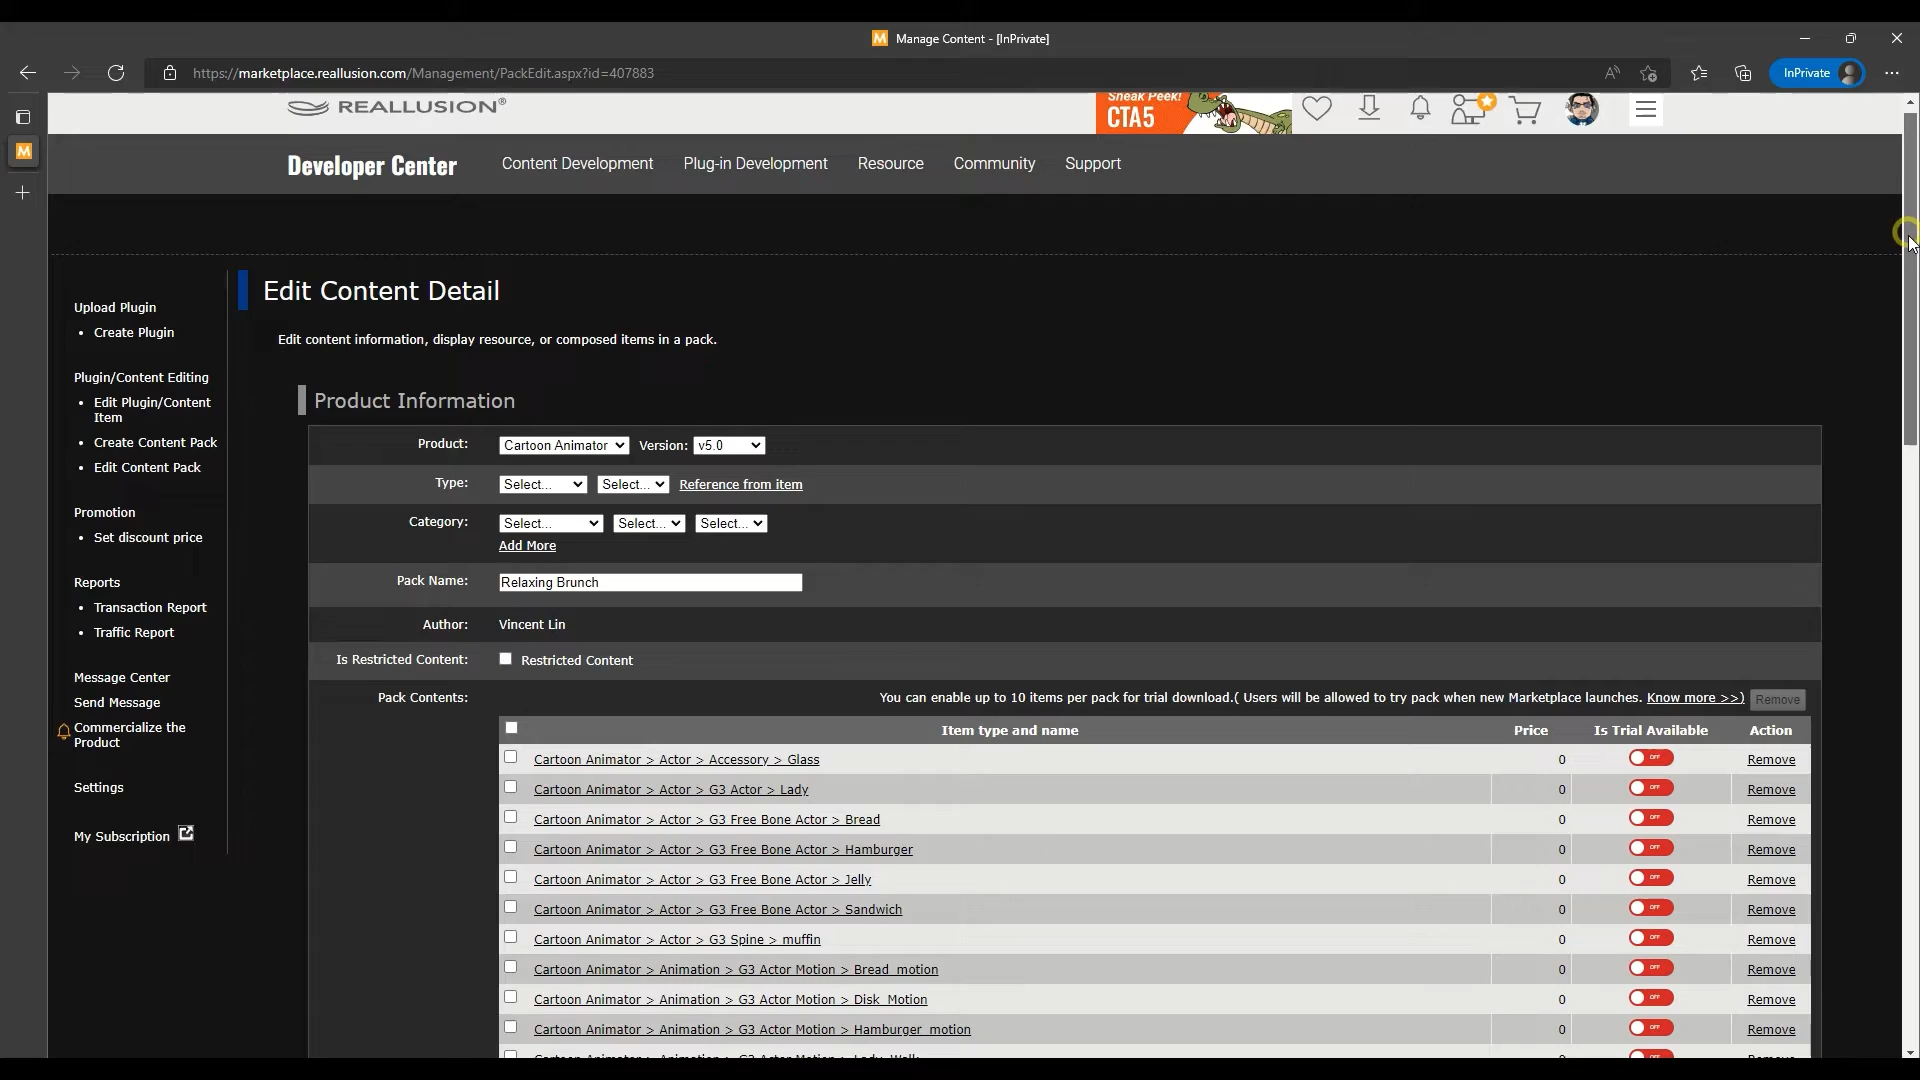 Manage Content - [InPrivate]
https://marketplace.reallusion.com/Management/PackEdit.aspx?id=407883
InPrivate
REALLUSION®
Sneak Peek!
CTA5
Developer Center
Content Development
Plug-in Development
Resource
Community
Support
Upload Plugin
• Create Plugin
Plugin/Content Editing
• Edit Plugin/Content
Item
• Create Content Pack
• Edit Content Pack
Promotion
• Set discount price
Reports
• Transaction Report
• Traffic Report
Message Center
Send Message
Commercialize the
Product
Settings
My Subscription
Edit Content Detail
Edit content information, display resource, or composed items in a pack.
Product Information
Product: Cartoon Animator Version: v5.0
Type: Select... Select... Reference from item
Category: Select... Select... Select...
Add More
Pack Name: Relaxing Brunch
Author: Vincent Lin
Is Restricted Content: Restricted Content
Pack Contents: You can enable up to 10 items per pack for trial download.( Users will be allowed to try pack when new Marketplace launches. Know more >>) Remove
Item type and name Price Is Trial Available Action
Cartoon Animator > Actor > Accessory > Glass 0 OFF Remove
Cartoon Animator > Actor > G3 Actor > Lady 0 OFF Remove
Cartoon Animator > Actor > G3 Free Bone Actor > Bread 0 OFF Remove
Cartoon Animator > Actor > G3 Free Bone Actor > Hamburger 0 OFF Remove
Cartoon Animator > Actor > G3 Free Bone Actor > Jelly 0 OFF Remove
Cartoon Animator > Actor > G3 Free Bone Actor > Sandwich 0 OFF Remove
Cartoon Animator > Actor > G3 Spine > muffin 0 OFF Remove
Cartoon Animator > Animation > G3 Actor Motion > Bread_motion 0 OFF Remove
Cartoon Animator > Animation > G3 Actor Motion > Disk_Motion 0 OFF Remove
Cartoon Animator > Animation > G3 Actor Motion > Hamburger_motion 0 OFF Remove